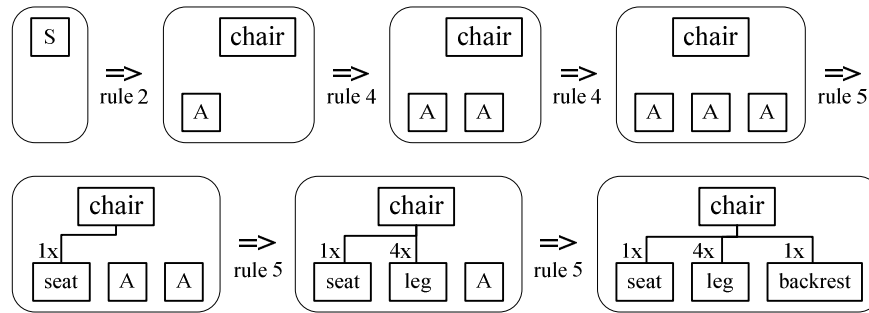 S chair chair chair
=> => => =>
rule 2 rule 4 rule 4 rule 5
A A A A A A
chair chair chair
1x => 1x 4x => 1x 4x 1x
seat A A rule 5 seat leg A rule 5 seat leg backrest